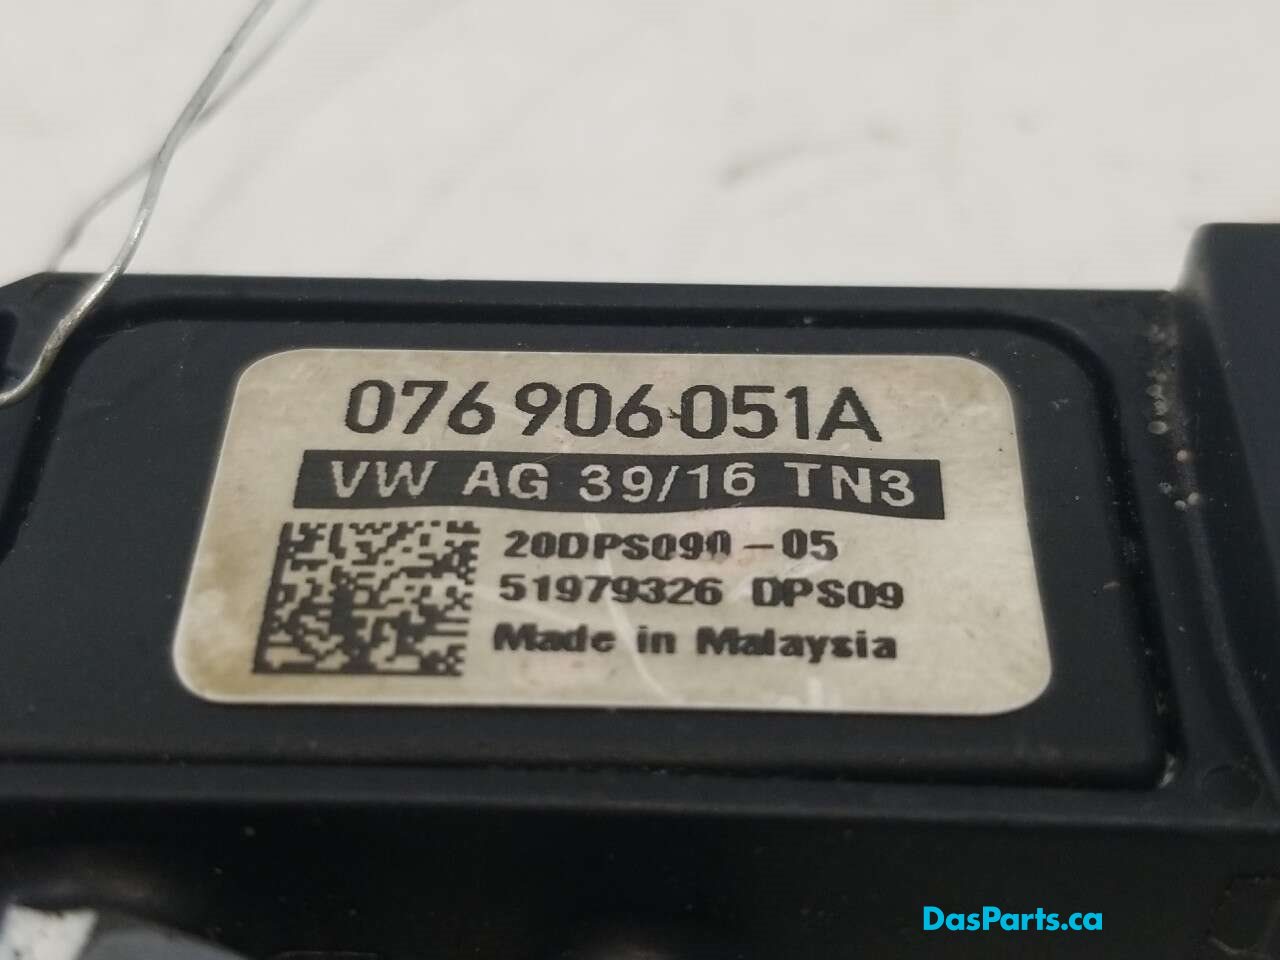 076 906 051A
VW AG 39/16 TN3
20DPS090-05
51979326 DPS09
Made in Malaysia
DasParts.ca